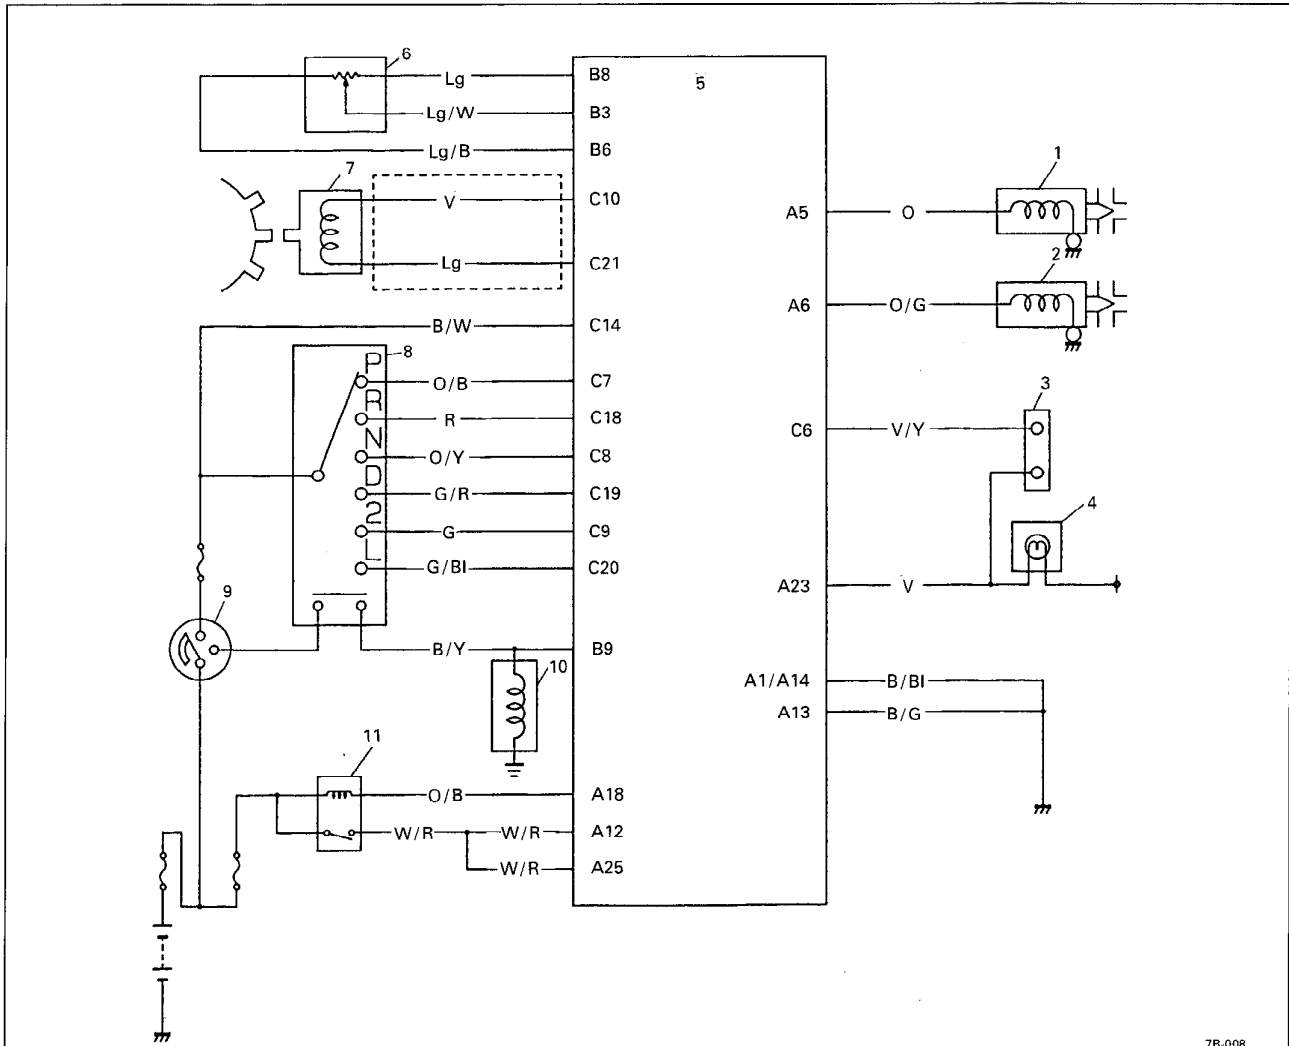 6
Lg
B8
5
Lg/W
B3
Lg/B
B6
7
V
C10
Lg
C21
1
A5
O
2
A6
O/G
B/W
C14
8
P
O/B
C7
R
R
C18
N
O/Y
C8
D
G/R
C19
2
G
C9
L
G/Bl
C20
3
C6
V/Y
4
A23
V
9
B/Y
B9
10
A1/A14
B/Bl
A13
B/G
11
O/B
A18
W/R
W/R
A12
W/R
A25
7B-008